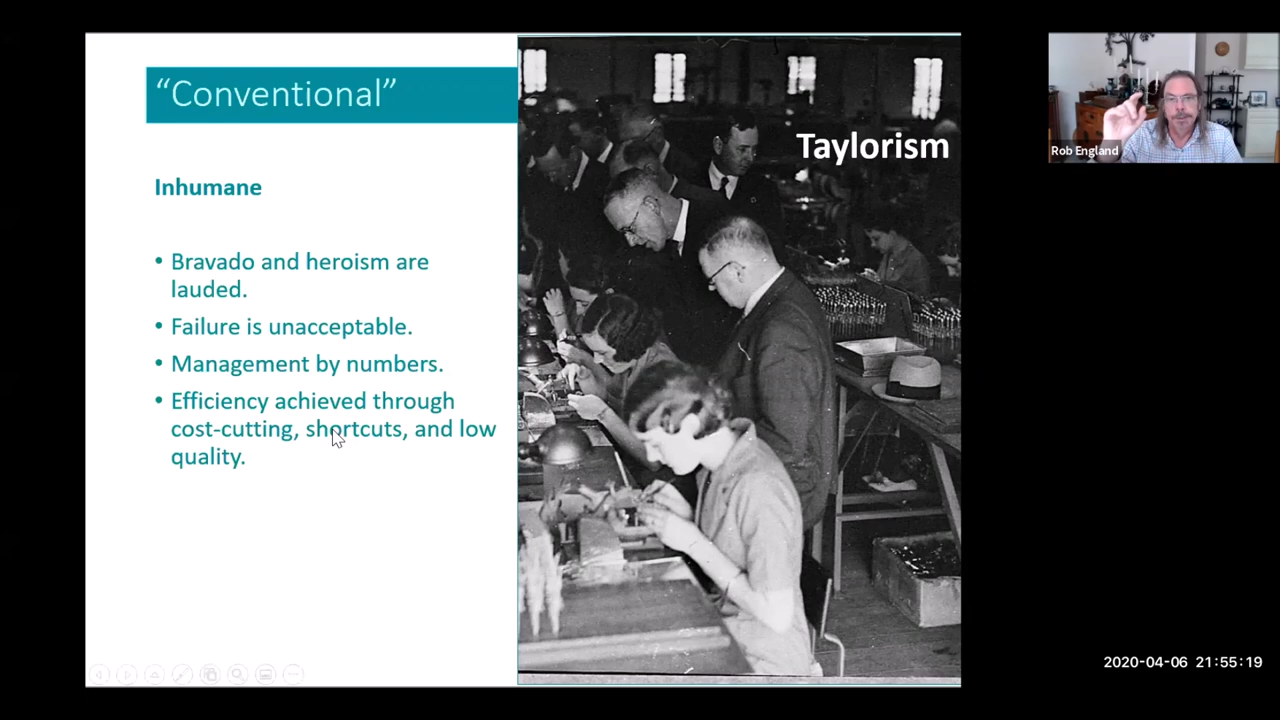 “Conventional”
Taylorism
Inhumane
• Bravado and heroism are
lauded.
• Failure is unacceptable.
• Management by numbers.
• Efficiency achieved through
cost-cutting, shortcuts, and low
quality.
Rob England
2020-04-06 21:55:19